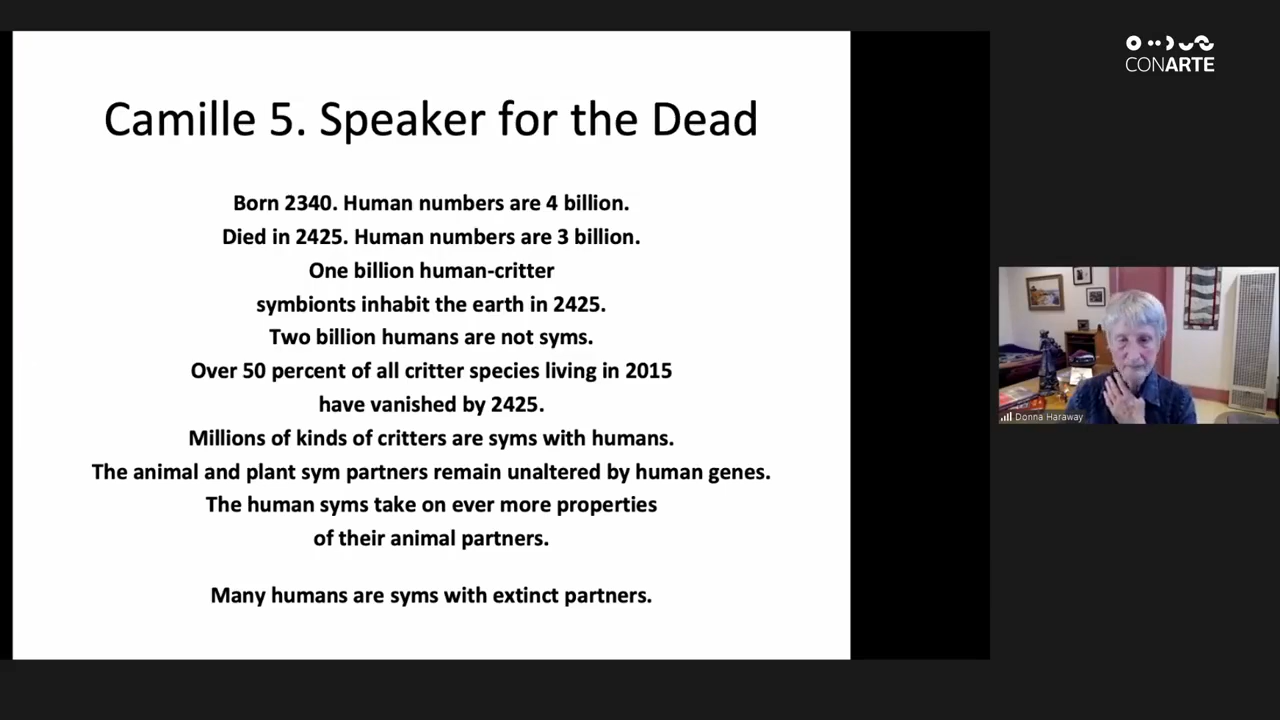 CONARTE
Camille 5. Speaker for the Dead
Born 2340. Human numbers are 4 billion.
Died in 2425. Human numbers are 3 billion.
One billion human-critter
symbionts inhabit the earth in 2425.
Two billion humans are not syms.
Over 50 percent of all critter species living in 2015
have vanished by 2425.
Millions of kinds of critters are syms with humans.
The animal and plant sym partners remain unaltered by human genes.
The human syms take on ever more properties
of their animal partners.
Many humans are syms with extinct partners.
Donna Haraway